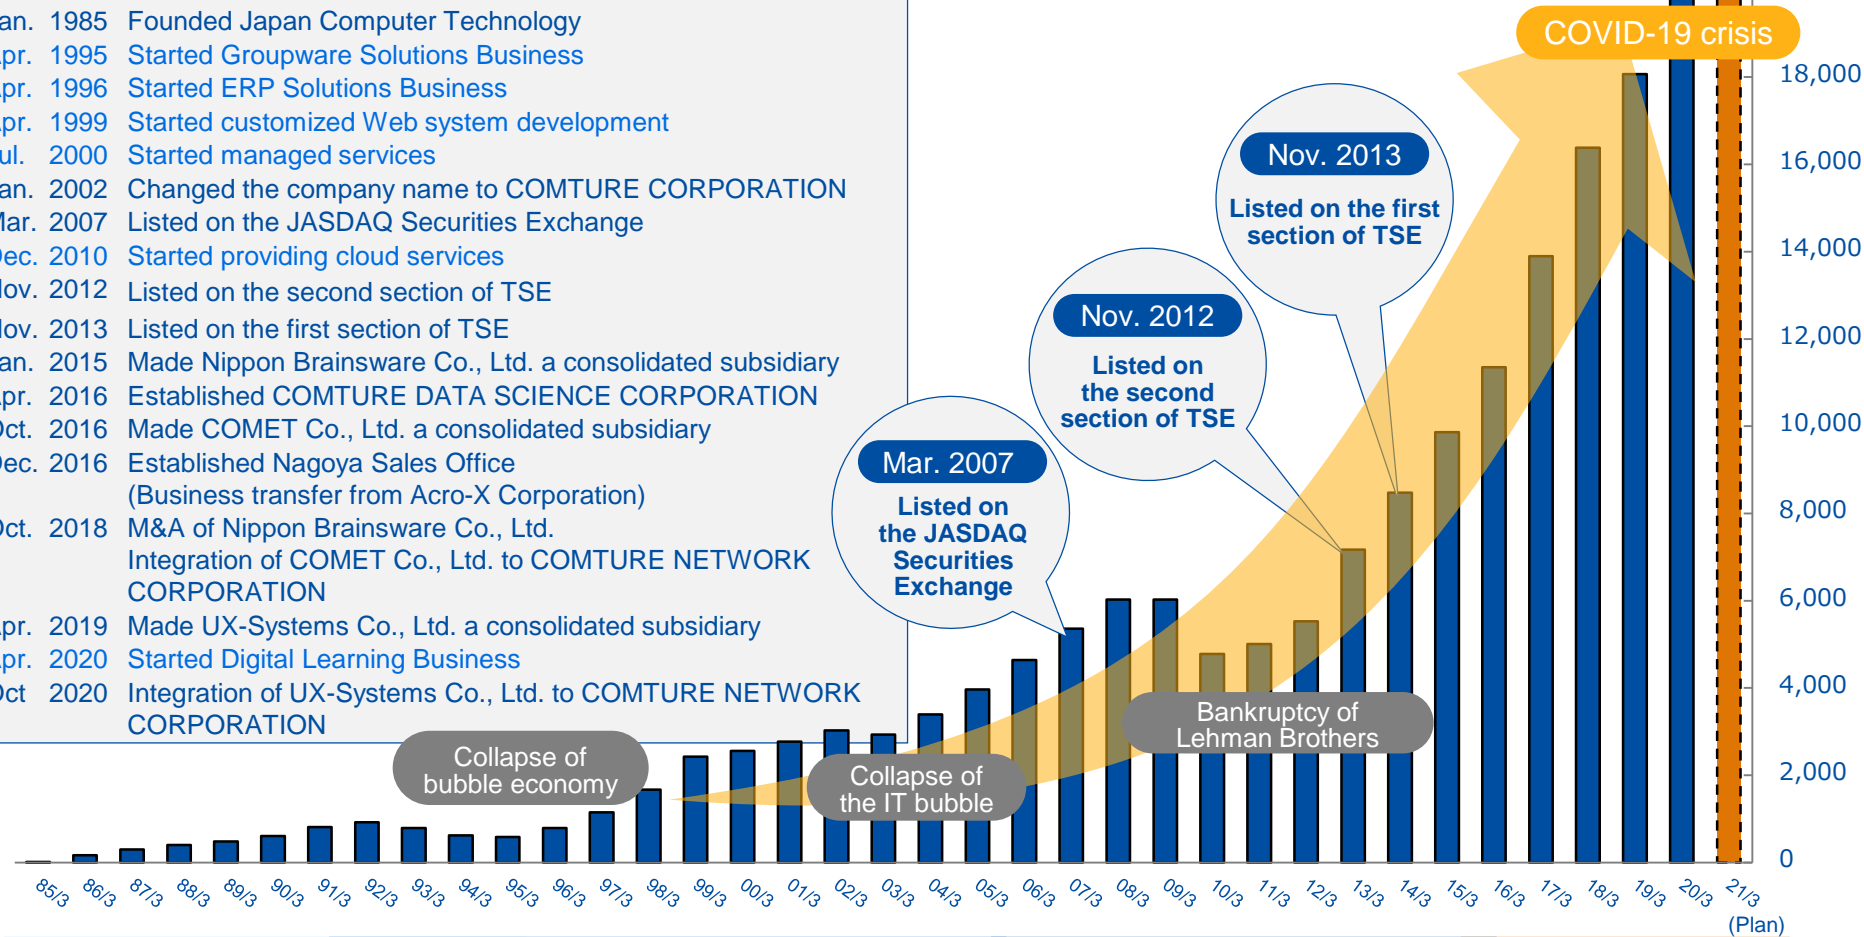 an. 1985 Founded Japan Computer Technology
pr. 1995 Started Groupware Solutions Business
pr. 1996 Started ERP Solutions Business
pr. 1999 Started customized Web system development
ul. 2000 Started managed services
an. 2002 Changed the company name to COMTURE CORPORATION
Mar. 2007 Listed on the JASDAQ Securities Exchange
Dec. 2010 Started providing cloud services
Nov. 2012 Listed on the second section of TSE
Nov. 2013 Listed on the first section of TSE
an. 2015 Made Nippon Brainsware Co., Ltd. a consolidated subsidiary
pr. 2016 Established COMTURE DATA SCIENCE CORPORATION
Oct. 2016 Made COMET Co., Ltd. a consolidated subsidiary
Dec. 2016 Established Nagoya Sales Office
(Business transfer from Acro-X Corporation)
Oct. 2018 M&A of Nippon Brainsware Co., Ltd.
Integration of COMET Co., Ltd. to COMTURE NETWORK
CORPORATION
pr. 2019 Made UX-Systems Co., Ltd. a consolidated subsidiary
pr. 2020 Started Digital Learning Business
Oct 2020 Integration of UX-Systems Co., Ltd. to COMTURE NETWORK
CORPORATION
COVID-19 crisis
Nov. 2013
Listed on the first
section of TSE
Nov. 2012
Listed on
the second
section of TSE
Mar. 2007
Listed on
the JASDAQ
Securities
Exchange
Collapse of
bubble economy
Collapse of
the IT bubble
Bankruptcy of
Lehman Brothers
18,000
16,000
14,000
12,000
10,000
8,000
6,000
4,000
2,000
0
85/3 86/3 87/3 88/3 89/3 90/3 91/3 92/3 93/3 94/3 95/3 96/3 97/3 98/3 99/3 00/3 01/3 02/3 03/3 04/3 05/3 06/3 07/3 08/3 09/3 10/3 11/3 12/3 13/3 14/3 15/3 16/3 17/3 18/3 19/3 20/3 21/3
(Plan)